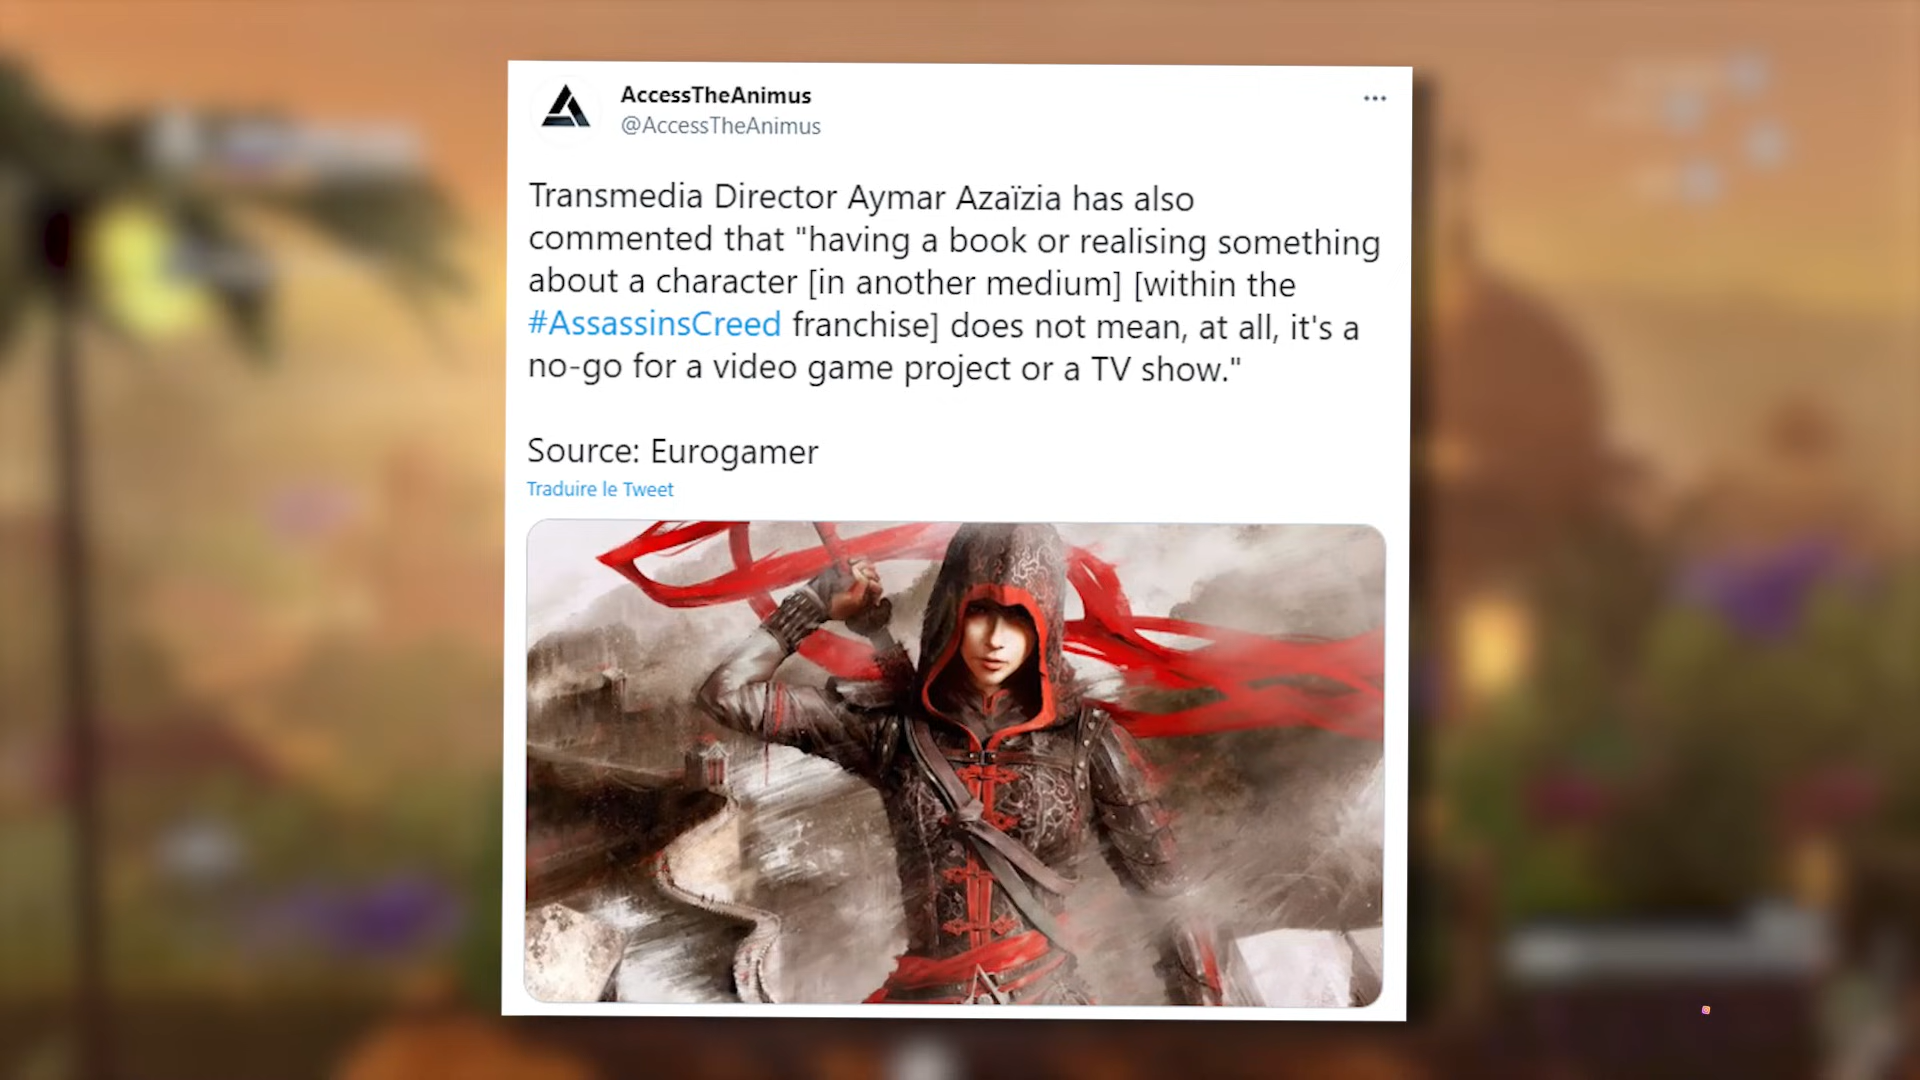 AccessTheAnimus
@AccessTheAnimus
Transmedia Director Aymar Azaïzia has also
commented that "having a book or realising something
about a character [in another medium] [within the
#AssassinsCreed franchise] does not mean, at all, it's a
no-go for a video game project or a TV show."
Source: Eurogamer
Traduire le Tweet